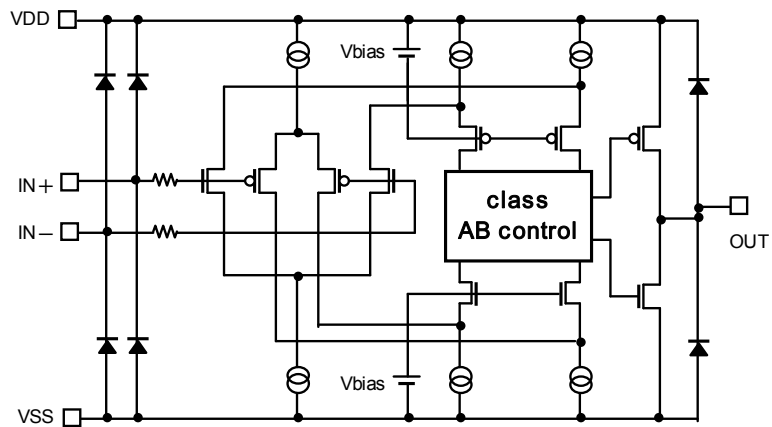 VDD
Vbias
IN+
IN−
class
AB control
OUT
Vbias
VSS